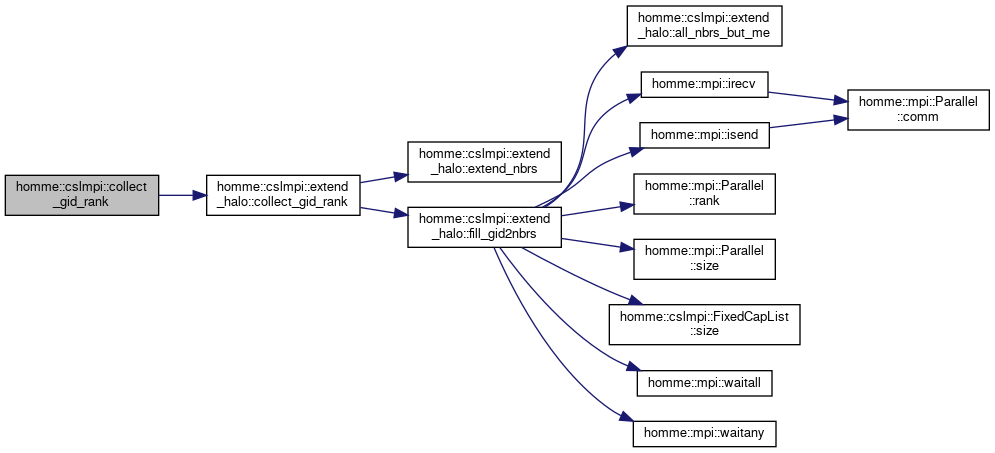 homme::cslmpi::collect
_gid_rank
homme::cslmpi::extend
_halo::collect_gid_rank
homme::cslmpi::extend
_halo::extend_nbrs
homme::cslmpi::extend
_halo::fill_gid2nbrs
homme::cslmpi::extend
_halo::all_nbrs_but_me
homme::mpi::irecv
homme::mpi::isend
homme::mpi::Parallel
::rank
homme::mpi::Parallel
::size
homme::cslmpi::FixedCapList
::size
homme::mpi::waitall
homme::mpi::waitany
homme::mpi::Parallel
::comm